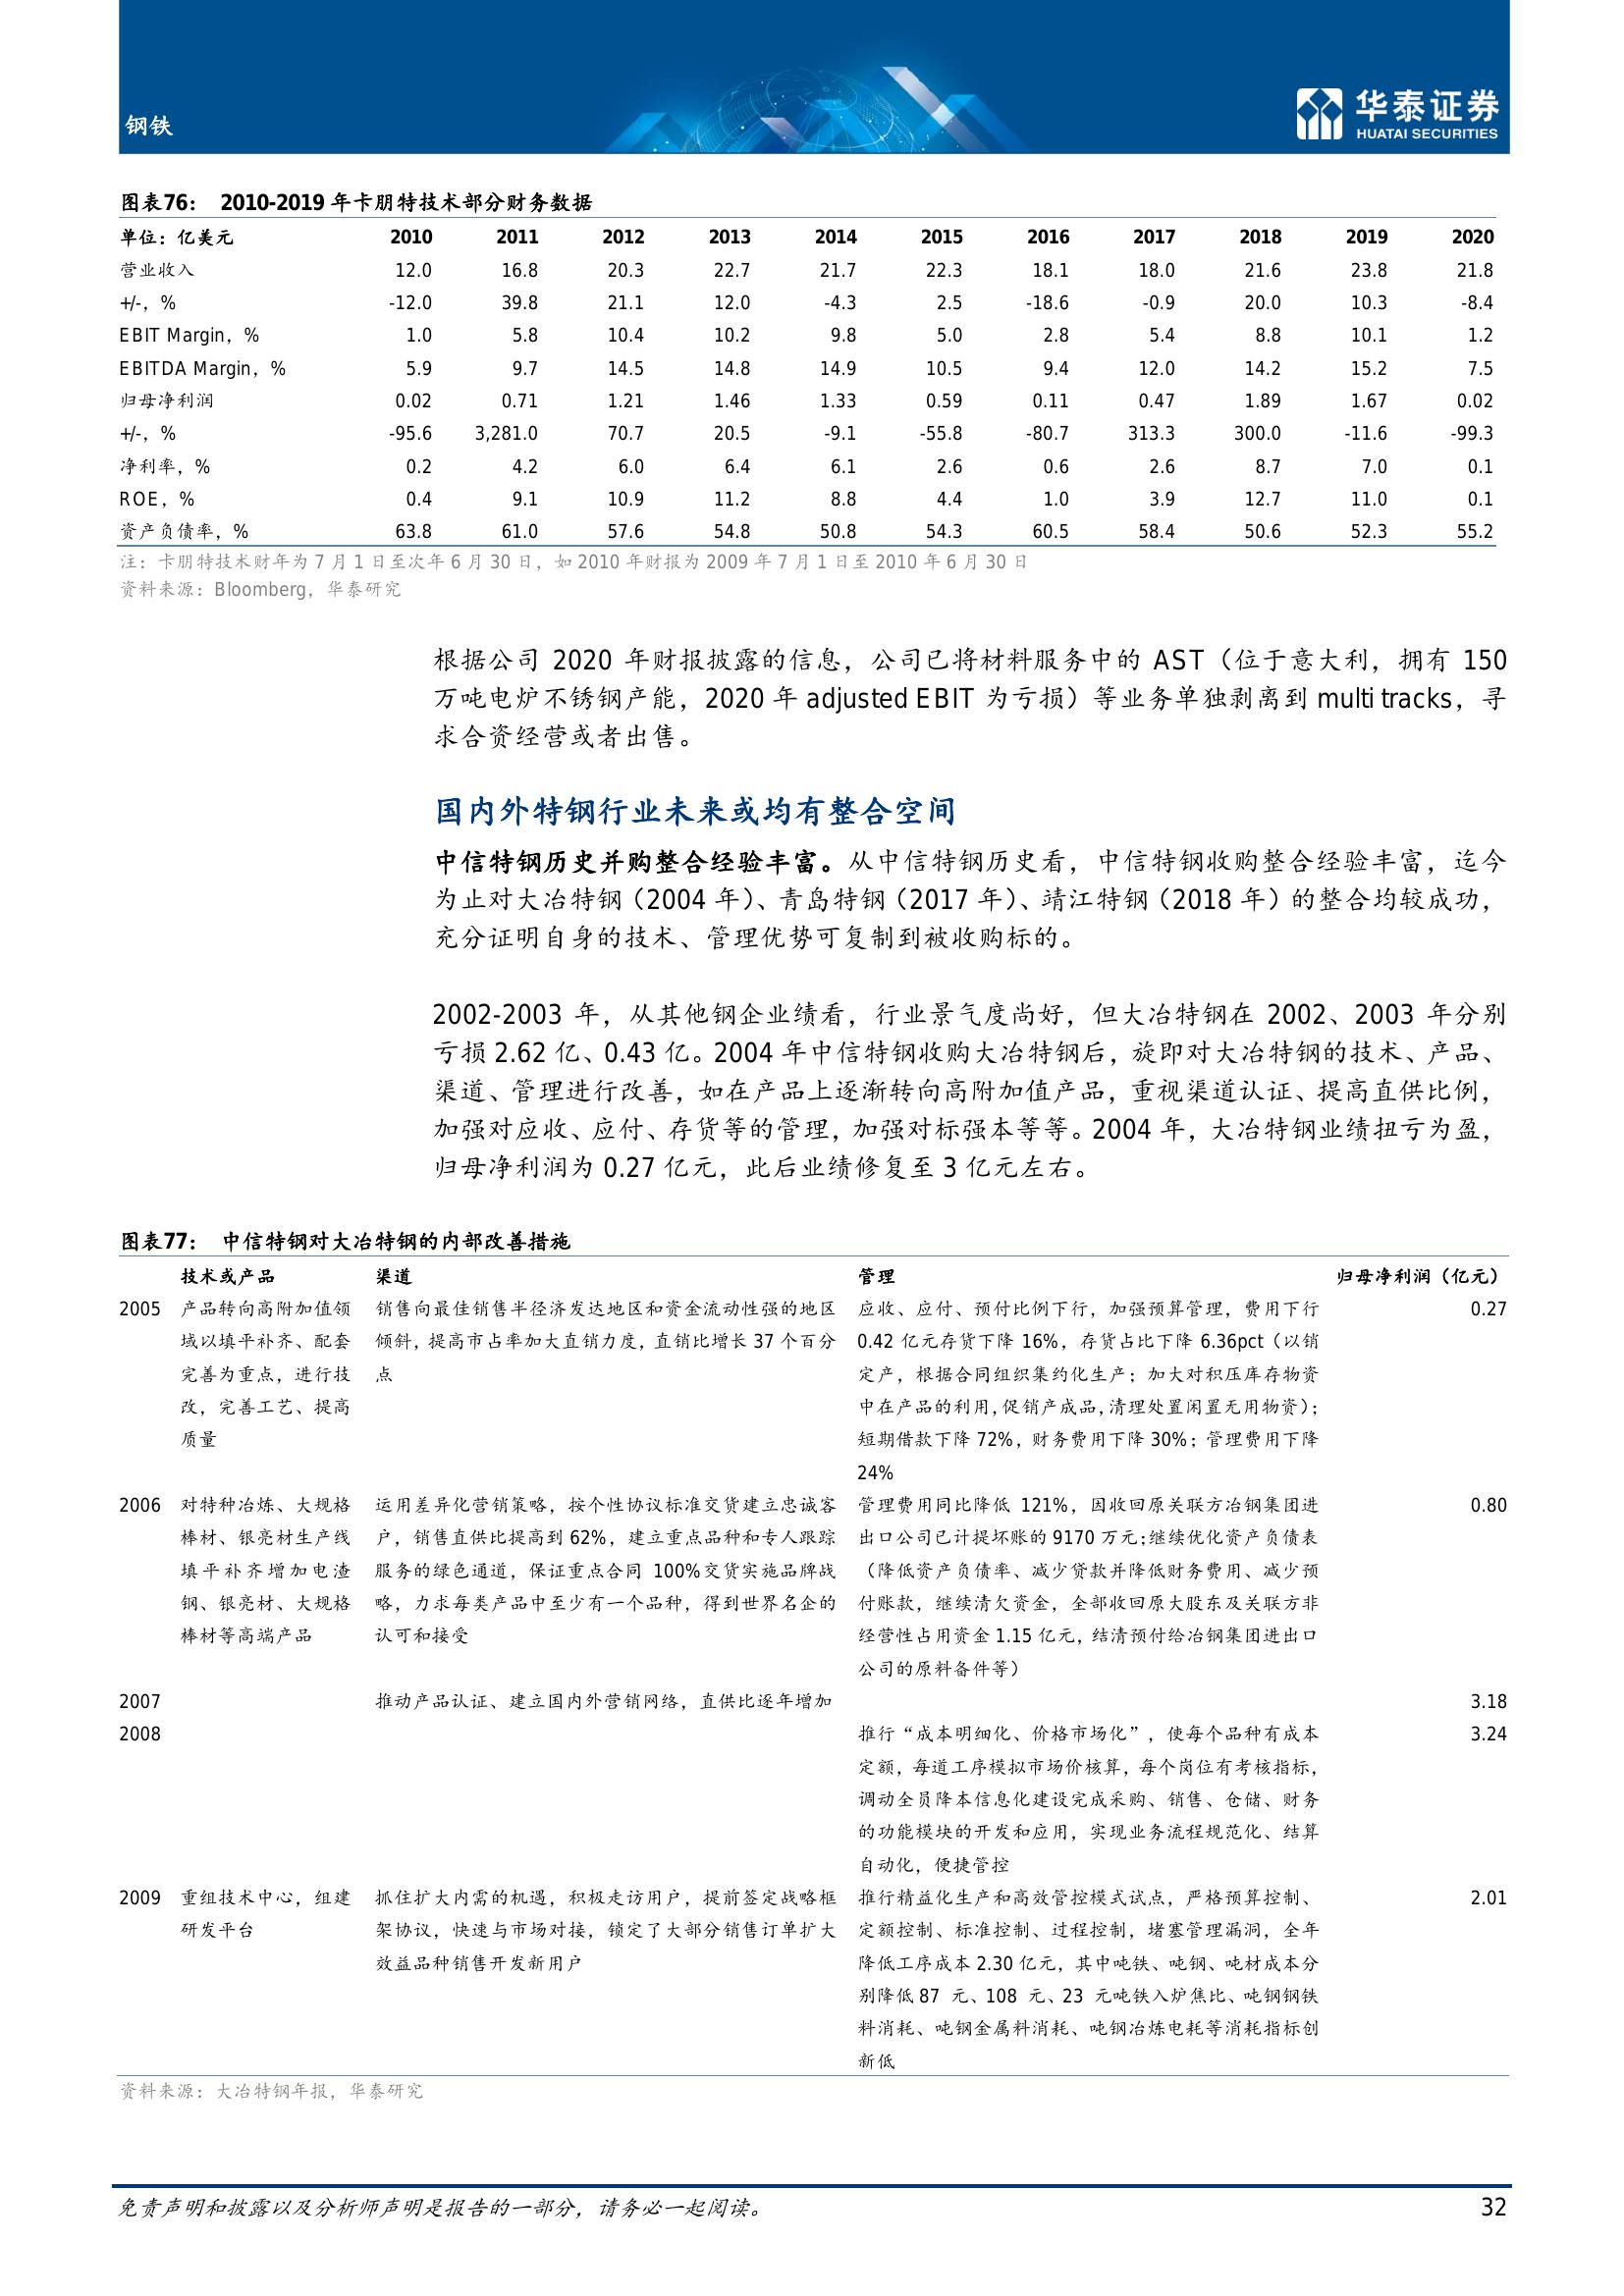 钢铁
华泰证券
HUATAI SECURITIES
图表76： 2010-2019 年卡朋特技术部分财务数据
单位：亿美元 2010 2011 2012 2013 2014 2015 2016 2017 2018 2019 2020
营业收入 12.0 16.8 20.3 22.7 21.7 22.3 18.1 18.0 21.6 23.8 21.8
+/-，% -12.0 39.8 21.1 12.0 -4.3 2.5 -18.6 -0.9 20.0 10.3 -8.4
EBIT Margin，% 1.0 5.8 10.4 10.2 9.8 5.0 2.8 5.4 8.8 10.1 1.2
EBITDA Margin，% 5.9 9.7 14.5 14.8 14.9 10.5 9.4 12.0 14.2 15.2 7.5
归母净利润 0.02 0.71 1.21 1.46 1.33 0.59 0.11 0.47 1.89 1.67 0.02
+/-，% -95.6 3,281.0 70.7 20.5 -9.1 -55.8 -80.7 313.3 300.0 -11.6 -99.3
净利率，% 0.2 4.2 6.0 6.4 6.1 2.6 0.6 2.6 8.7 7.0 0.1
ROE，% 0.4 9.1 10.9 11.2 8.8 4.4 1.0 3.9 12.7 11.0 0.1
资产负债率，% 63.8 61.0 57.6 54.8 50.8 54.3 60.5 58.4 50.6 52.3 55.2
注：卡朋特技术财年为 7 月 1 日至次年 6 月 30 日，如 2010 年财报为 2009 年 7 月 1 日至 2010 年 6 月 30 日
资料来源：Bloomberg，华泰研究
根据公司 2020 年财报披露的信息，公司已将材料服务中的 AST（位于意大利，拥有 150
万吨电炉不锈钢产能，2020 年 adjusted EBIT 为亏损）等业务单独剥离到 multi tracks，寻
求合资经营或者出售。
国内外特钢行业未来或均有整合空间
中信特钢历史并购整合经验丰富。从中信特钢历史看，中信特钢收购整合经验丰富，迄今
为止对大冶特钢（2004 年）、青岛特钢（2017 年）、靖江特钢（2018 年）的整合均较成功，
充分证明自身的技术、管理优势可复制到被收购标的。
2002-2003 年，从其他钢企业绩看，行业景气度尚好，但大冶特钢在 2002、2003 年分别
亏损 2.62 亿、0.43 亿。2004 年中信特钢收购大冶特钢后，旋即对大冶特钢的技术、产品、
渠道、管理进行改善，如在产品上逐渐转向高附加值产品，重视渠道认证、提高直供比例，
加强对应收、应付、存货等的管理，加强对标强本等等。2004 年，大冶特钢业绩扭亏为盈，
归母净利润为 0.27 亿元，此后业绩修复至 3 亿元左右。
图表77： 中信特钢对大冶特钢的内部改善措施
技术或产品 渠道 管理 归母净利润（亿元）
2005 产品转向高附加值领 销售向最佳销售半径济发达地区和资金流动性强的地区 应收、应付、预付比例下行，加强预算管理，费用下行 0.27
域以填平补齐、配套 倾斜，提高市占率加大直销力度，直销比增长 37 个百分 0.42 亿元存货下降 16%，存货占比下降 6.36pct（以销
完善为重点，进行技 点 定产，根据合同组织集约化生产；加大对积压库存物资
改，完善工艺、提高 中在产品的利用，促销产成品，清理处置闲置无用物资）；
质量 短期借款下降 72%，财务费用下降 30%；管理费用下降
24%
2006 对特种冶炼、大规格 运用差异化营销策略，按个性协议标准交货建立忠诚客 管理费用同比降低 121%，因收回原关联方冶钢集团进 0.80
棒材、银亮材生产线 户，销售直供比提高到 62%，建立重点品种和专人跟踪 出口公司已计提坏账的 9170 万元；继续优化资产负债表
填平补齐增加电渣 服务的绿色通道，保证重点合同 100%交货实施品牌战 （降低资产负债率、减少贷款并降低财务费用、减少预
钢、银亮材、大规格 略，力求每类产品中至少有一个品种，得到世界名企的 付账款，继续清欠资金，全部收回原大股东及关联方非
棒材等高端产品 认可和接受 经营性占用资金 1.15 亿元，结清预付给冶钢集团进出口
公司的原料备件等）
2007 推动产品认证、建立国内外营销网络，直供比逐年增加 3.18
2008 推行“成本明细化、价格市场化”，使每个品种有成本 3.24
定额，每道工序模拟市场价核算，每个岗位有考核指标，
调动全员降本信息化建设完成采购、销售、仓储、财务
的功能模块的开发和应用，实现业务流程规范化、结算
自动化，便捷管控
2009 重组技术中心，组建 抓住扩大内需的机遇，积极走访用户，提前签定战略框 推行精益化生产和高效管控模式试点，严格预算控制、 2.01
研发平台 架协议，快速与市场对接，锁定了大部分销售订单扩大 定额控制、标准控制、过程控制，堵塞管理漏洞，全年
效益品种销售开发新用户 降低工序成本 2.30 亿元，其中吨铁、吨钢、吨材成本分
别降低 87 元、108 元、23 元吨铁入炉焦比、吨钢钢铁
料消耗、吨钢金属料消耗、吨钢冶炼电耗等消耗指标创
新低
资料来源：大冶特钢年报，华泰研究
免责声明和披露以及分析师声明是报告的一部分，请务必一起阅读。 32